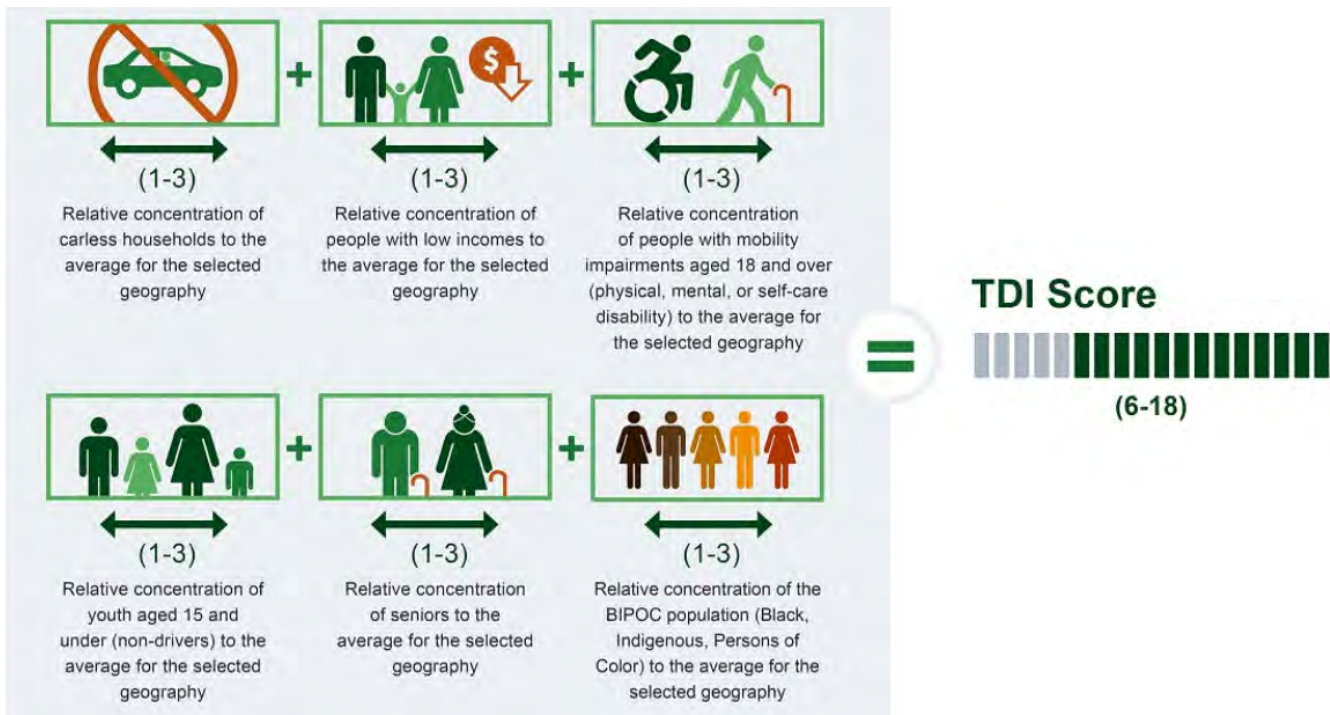 +
+
$
(1-3)
Relative concentration of
carless households to the
average for the selected
geography
(1-3)
Relative concentration of
people with low incomes to
the average for the selected
geography
(1-3)
Relative concentration
of people with mobility
impairments aged 18 and over
(physical, mental, or self-care
disability) to the average for
the selected geography
+
+
(1-3)
Relative concentration of
youth aged 15 and
under (non-drivers) to the
average for the selected
geography
(1-3)
Relative concentration
of seniors to the
average for the selected
geography
(1-3)
Relative concentration of the
BIPOC population (Black,
Indigenous, Persons of
Color) to the average for the
selected geography
=
TDI Score
(6-18)